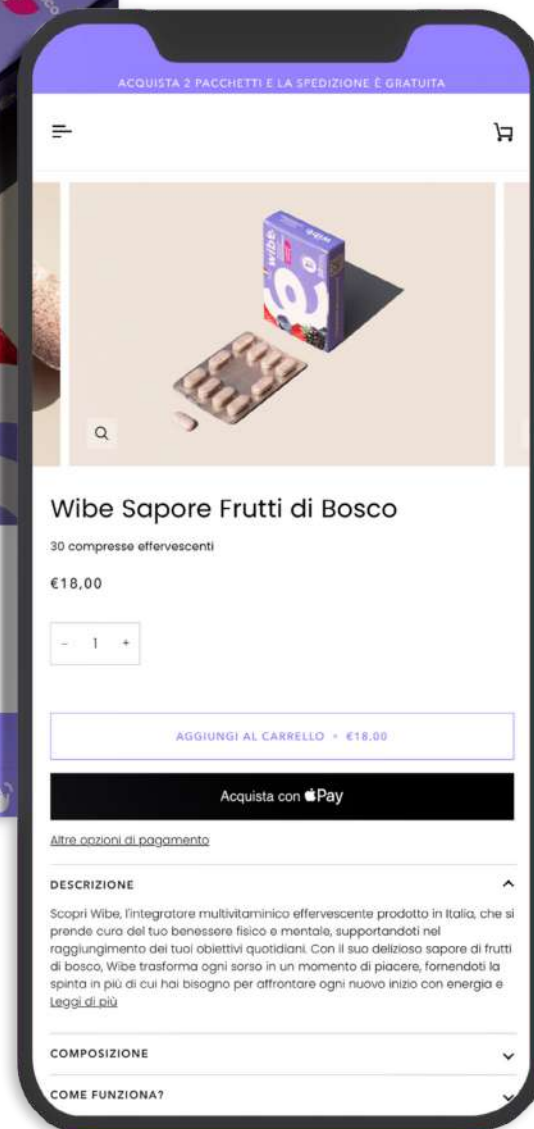 ACQUISTA 2 PACCHETTI E LA SPEDIZIONE È GRATUITA
wibe
Wibe Sapore Frutti di Bosco
30 compresse effervescenti
€18,00
- 1 +
AGGIUNGI AL CARRELLO • €18.00
Acquista con Pay
Altre opzioni di pagamento
DESCRIZIONE
Scopri Wibe, l'integratore multivitaminico effervescente prodotto in Italia, che si
prende cura del tuo benessere fisico e mentale, supportandoti nel
raggiungimento dei tuoi obiettivi quotidiani. Con il suo delizioso sapore di frutti
di bosco, Wibe trasforma ogni sorso in un momento di piacere, fornendoti la
spinta in più di cui hai bisogno per affrontare ogni nuovo inizio con energia e
Leggi di più
COMPOSIZIONE
COME FUNZIONA?